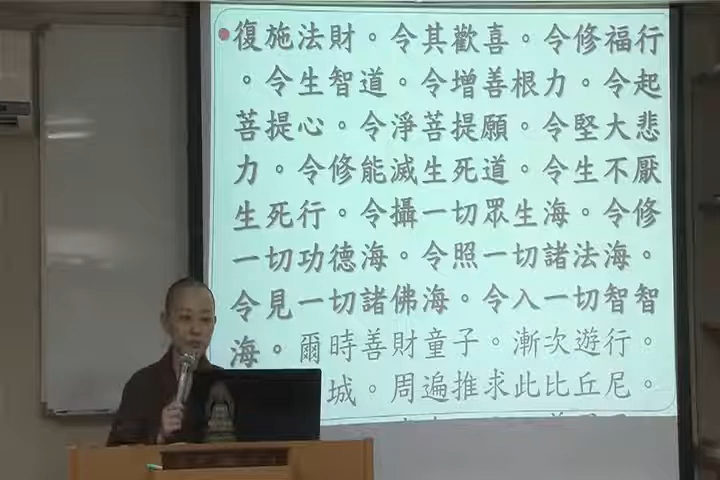 復施法財。令其歡喜。令修福行
。令生智道。令增善根力。令起
菩提心。令淨菩提願。令堅大悲
力。令修能滅生死道。令生不厭
生死行。令攝一切眾生海。令修
一切功德海。令照一切諸法海。
令見一切諸佛海。令入一切智智
海。爾時善財童子。漸次遊行。
城。周遍推求此比丘尼。